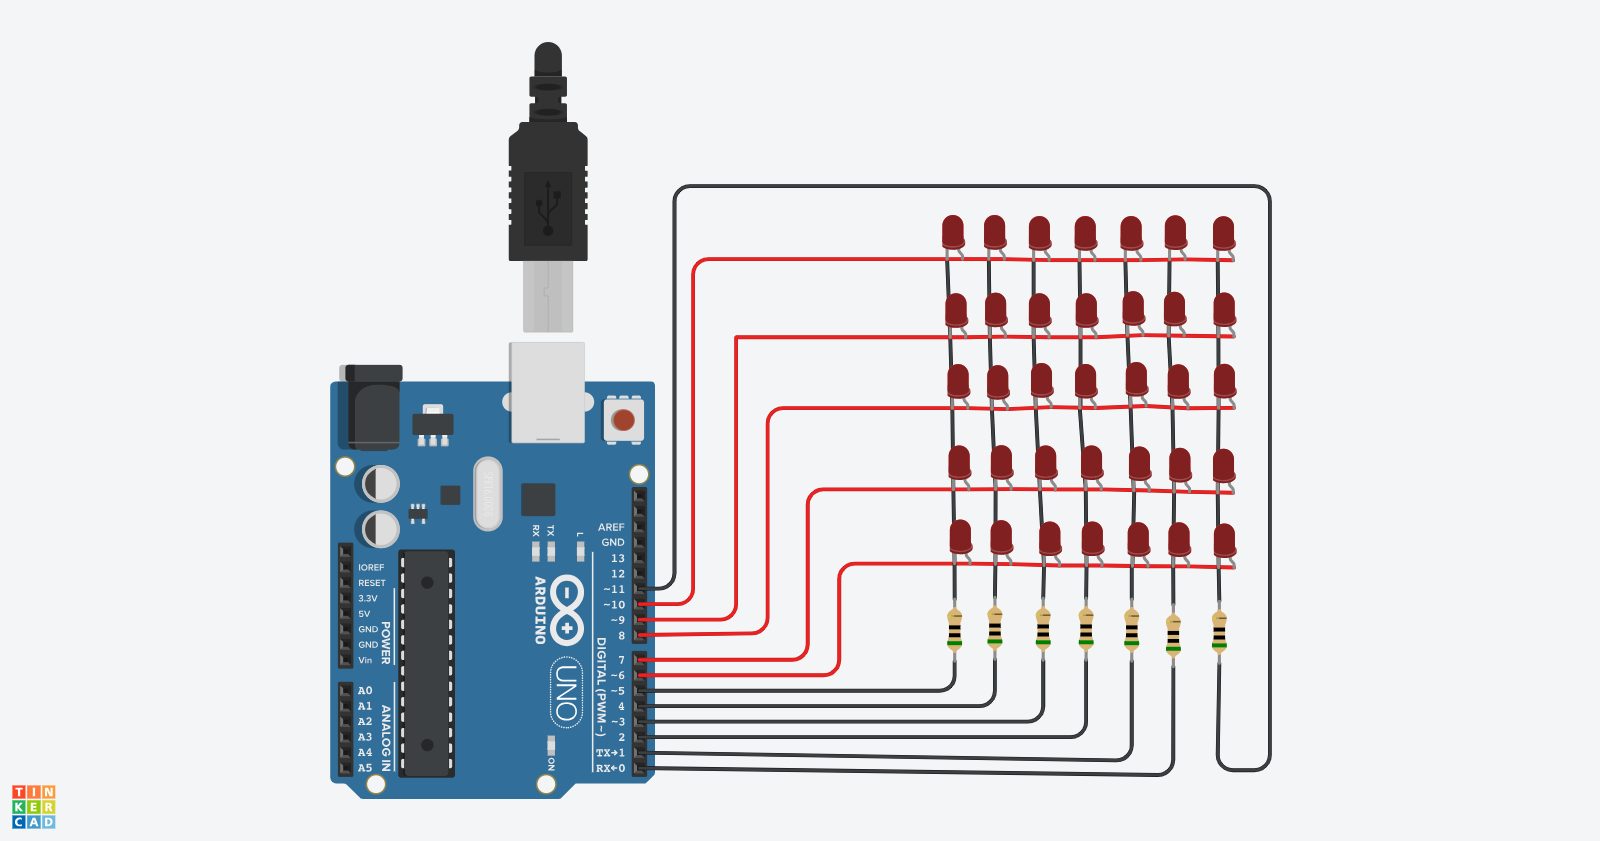 AREF
GND
13
12
~11
~10
~9
8
7
~6
~5
4
~3
2
TX→1
RX←0
RX
TX
L
ARDUINO
UNO
DIGITAL (PWM~)
ON
IOREF
RESET
3.3V
5V
GND
GND
Vin
POWER
A0
A1
A2
A3
A4
A5
ANALOG IN
TIN
KER
CAD